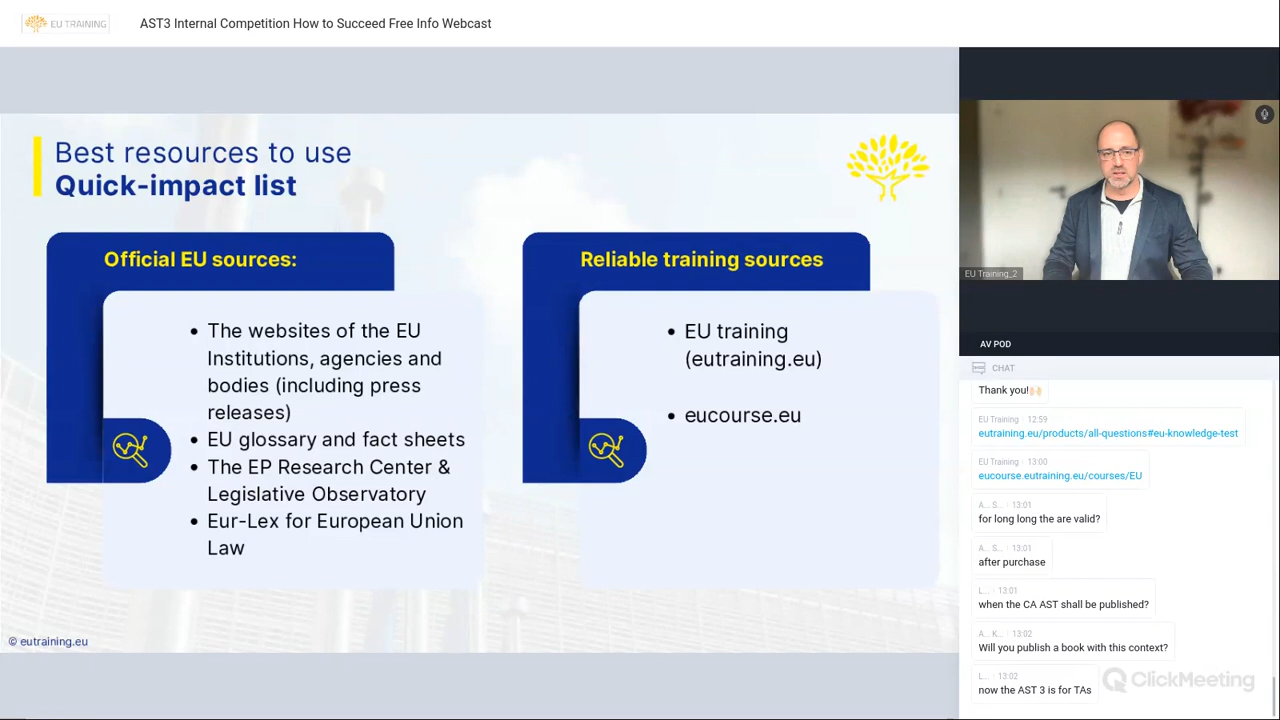 EU TRAINING
AST3 Internal Competition How to Succeed Free Info Webcast
Best resources to use
Quick-impact list
Official EU sources:
• The websites of the EU
Institutions, agencies and
bodies (including press
releases)
• EU glossary and fact sheets
• The EP Research Center &
Legislative Observatory
• Eur-Lex for European Union
Law
Reliable training sources
• EU training
(eutraining.eu)
• eucourse.eu
© eutraining.eu
EU Training_2
AV POD
CHAT
Thank you!🙌🏻
EU Training 12:59
eutraining.eu/products/all-questions#eu-knowledge-test
EU Training 13:00
eucourse.eutraining.eu/courses/EU
A... S... 13:01
for long long the are valid?
A... S... 13:01
after purchase
L... 13:01
when the CA AST shall be published?
A... K... 13:02
Will you publish a book with this context?
L... 13:02
now the AST 3 is for TAs
ClickMeeting